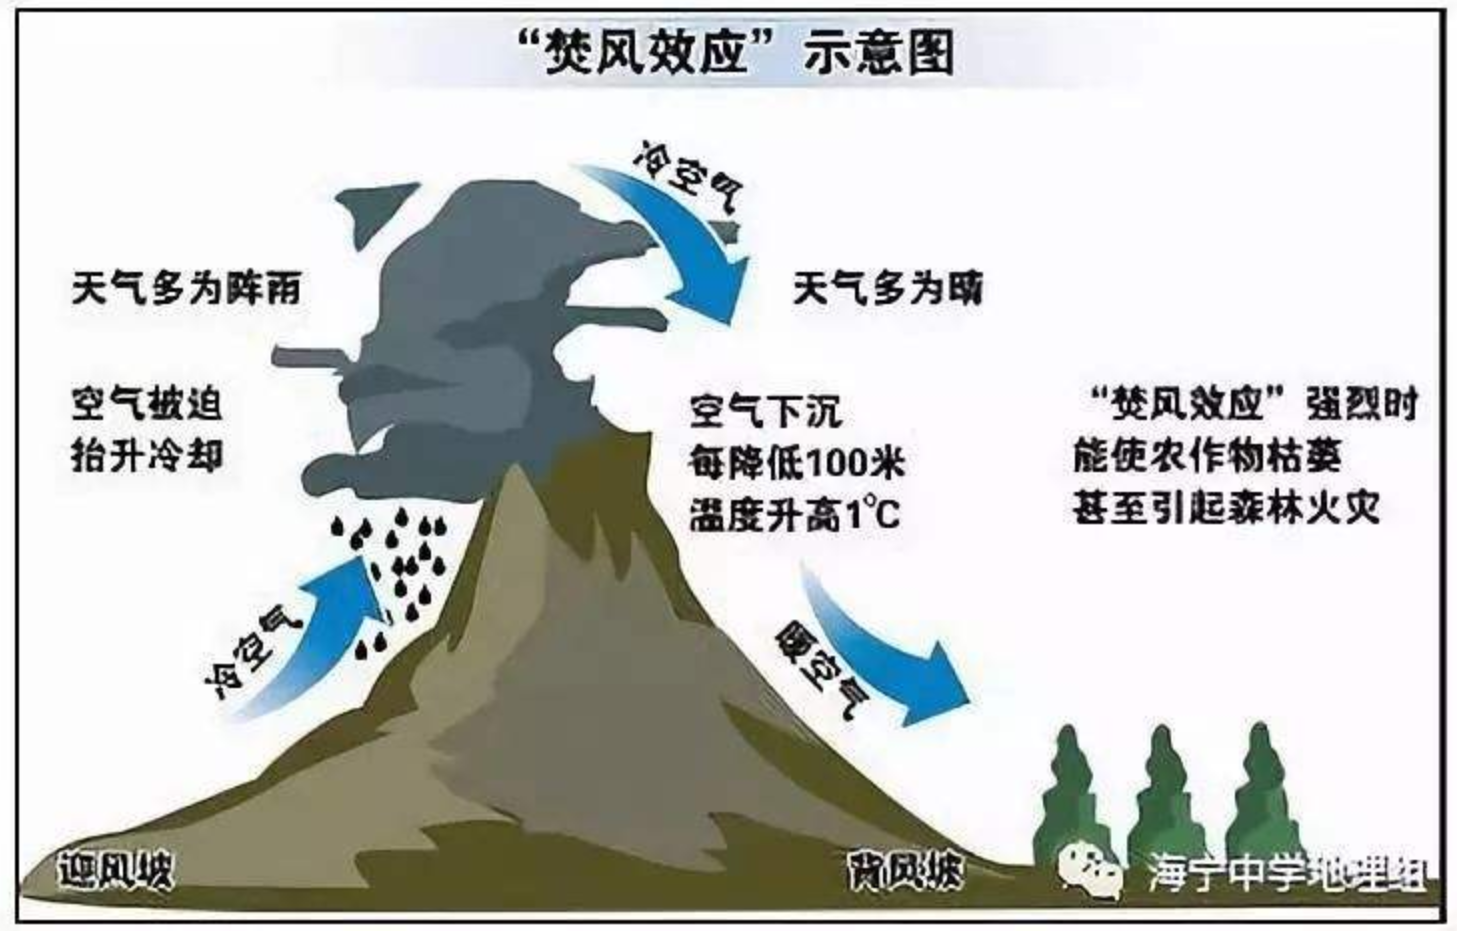 “焚风效应”示意图
冷空气
天气多为阵雨
天气多为晴
空气被迫
抬升冷却
空气下沉
每降低100米
温度升高1℃
“焚风效应”强烈时
能使农作物枯萎
甚至引起森林火灾
冷空气
暖空气
迎风坡
背风坡
海宁中学地理组